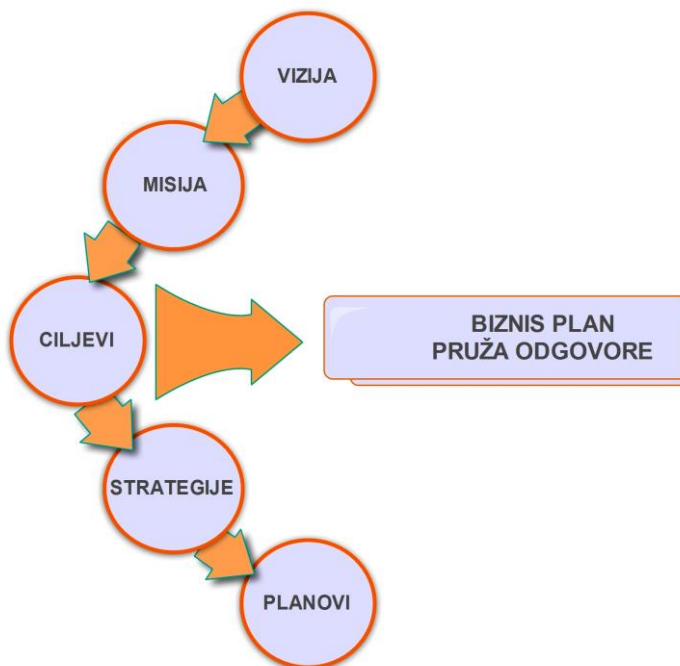 VIZIJA
MISIJA
CILJEVI
BIZNIS PLAN
PRUŽA ODGOVORE
STRATEGIJE
PLANOVI